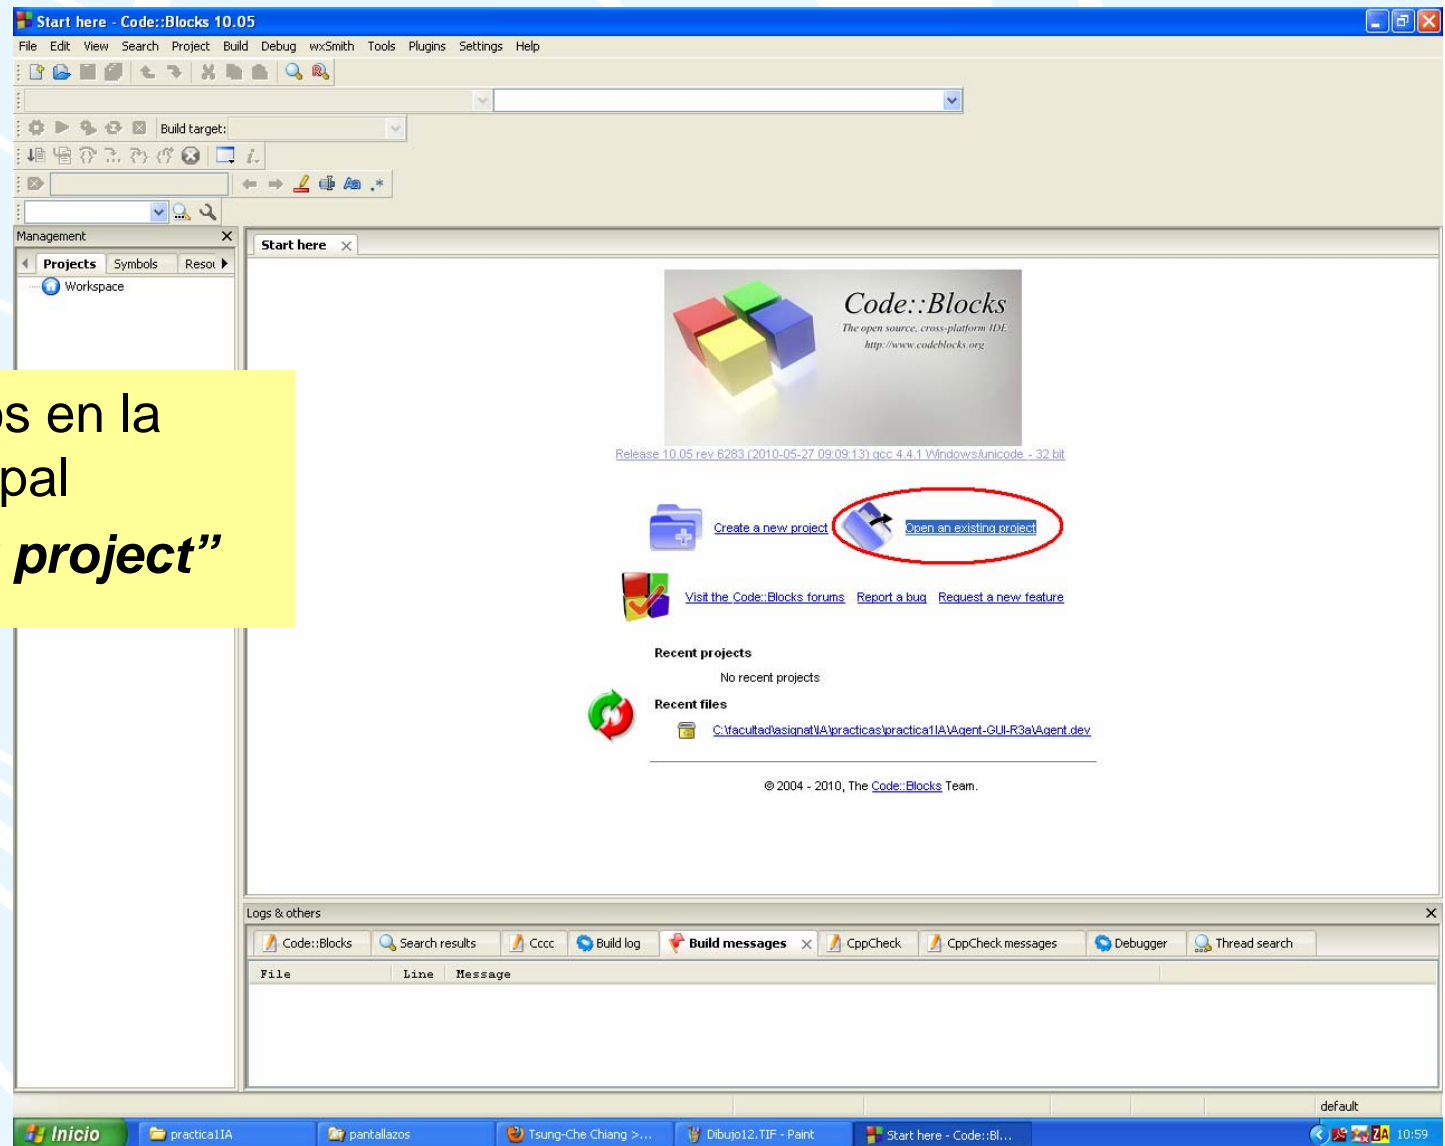 Start here - Code::Blocks 10.05
File Edit View Search Project Build Debug wxSmith Tools Plugins Settings Help
Build target:
Management
Projects Symbols
Workspace
Start here
Code::Blocks
The open source, cross-platform IDE
http://www.codeblocks.org
Release 10.05 rev 6283 (2010-05-27 09:09:13) gcc 4.4.1 Windows/unicode - 32 bit
en la
project”
Create a new project Open an existing project
Visit the Code::Blocks forums Report a bug Request a new feature
Recent projects
No recent projects
Recent files
C:\facultad\asignat\IA\practicas\practica1IA\Agent-GUI-R3a\Agent.dev
© 2004 - 2010, The Code::Blocks Team.
Logs & others
Code::Blocks Search results Cccc Build log Build messages CppCheck CppCheck messages Debugger Thread search
File Line Message
default
Inicio practica1IA pantallazos Tsung-Che Chiang >... Dibujo12.TIF - Paint Start here - Code::Bl... ZA 10:59